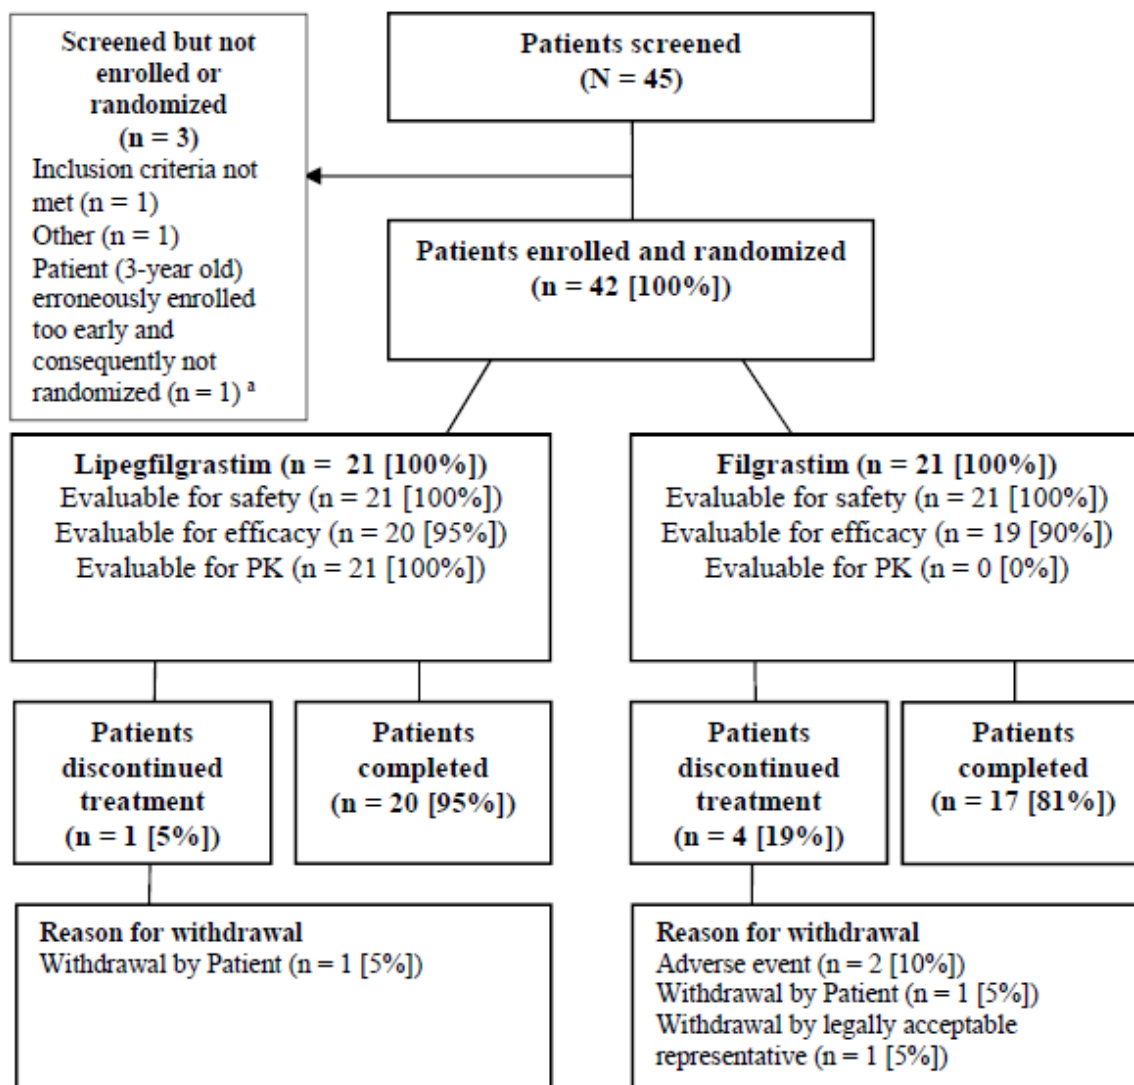 Patients screened
(N = 45)
Screened but not
enrolled or
randomized
(n = 3)
Inclusion criteria not
met (n = 1)
Other (n = 1)
Patient (3-year old)
erroneously enrolled
too early and
consequently not
randomized (n = 1) a
Patients enrolled and randomized
(n = 42 [100%])
Lipegfilgrastim (n = 21 [100%])
Evaluable for safety (n = 21 [100%])
Evaluable for efficacy (n = 20 [95%])
Evaluable for PK (n = 21 [100%])
Filgrastim (n = 21 [100%])
Evaluable for safety (n = 21 [100%])
Evaluable for efficacy (n = 19 [90%])
Evaluable for PK (n = 0 [0%])
Patients
discontinued
treatment
(n = 1 [5%])
Patients
completed
(n = 20 [95%])
Patients
discontinued
treatment
(n = 4 [19%])
Patients
completed
(n = 17 [81%])
Reason for withdrawal
Withdrawal by Patient (n = 1 [5%])
Reason for withdrawal
Adverse event (n = 2 [10%])
Withdrawal by Patient (n = 1 [5%])
Withdrawal by legally acceptable
representative (n = 1 [5%])